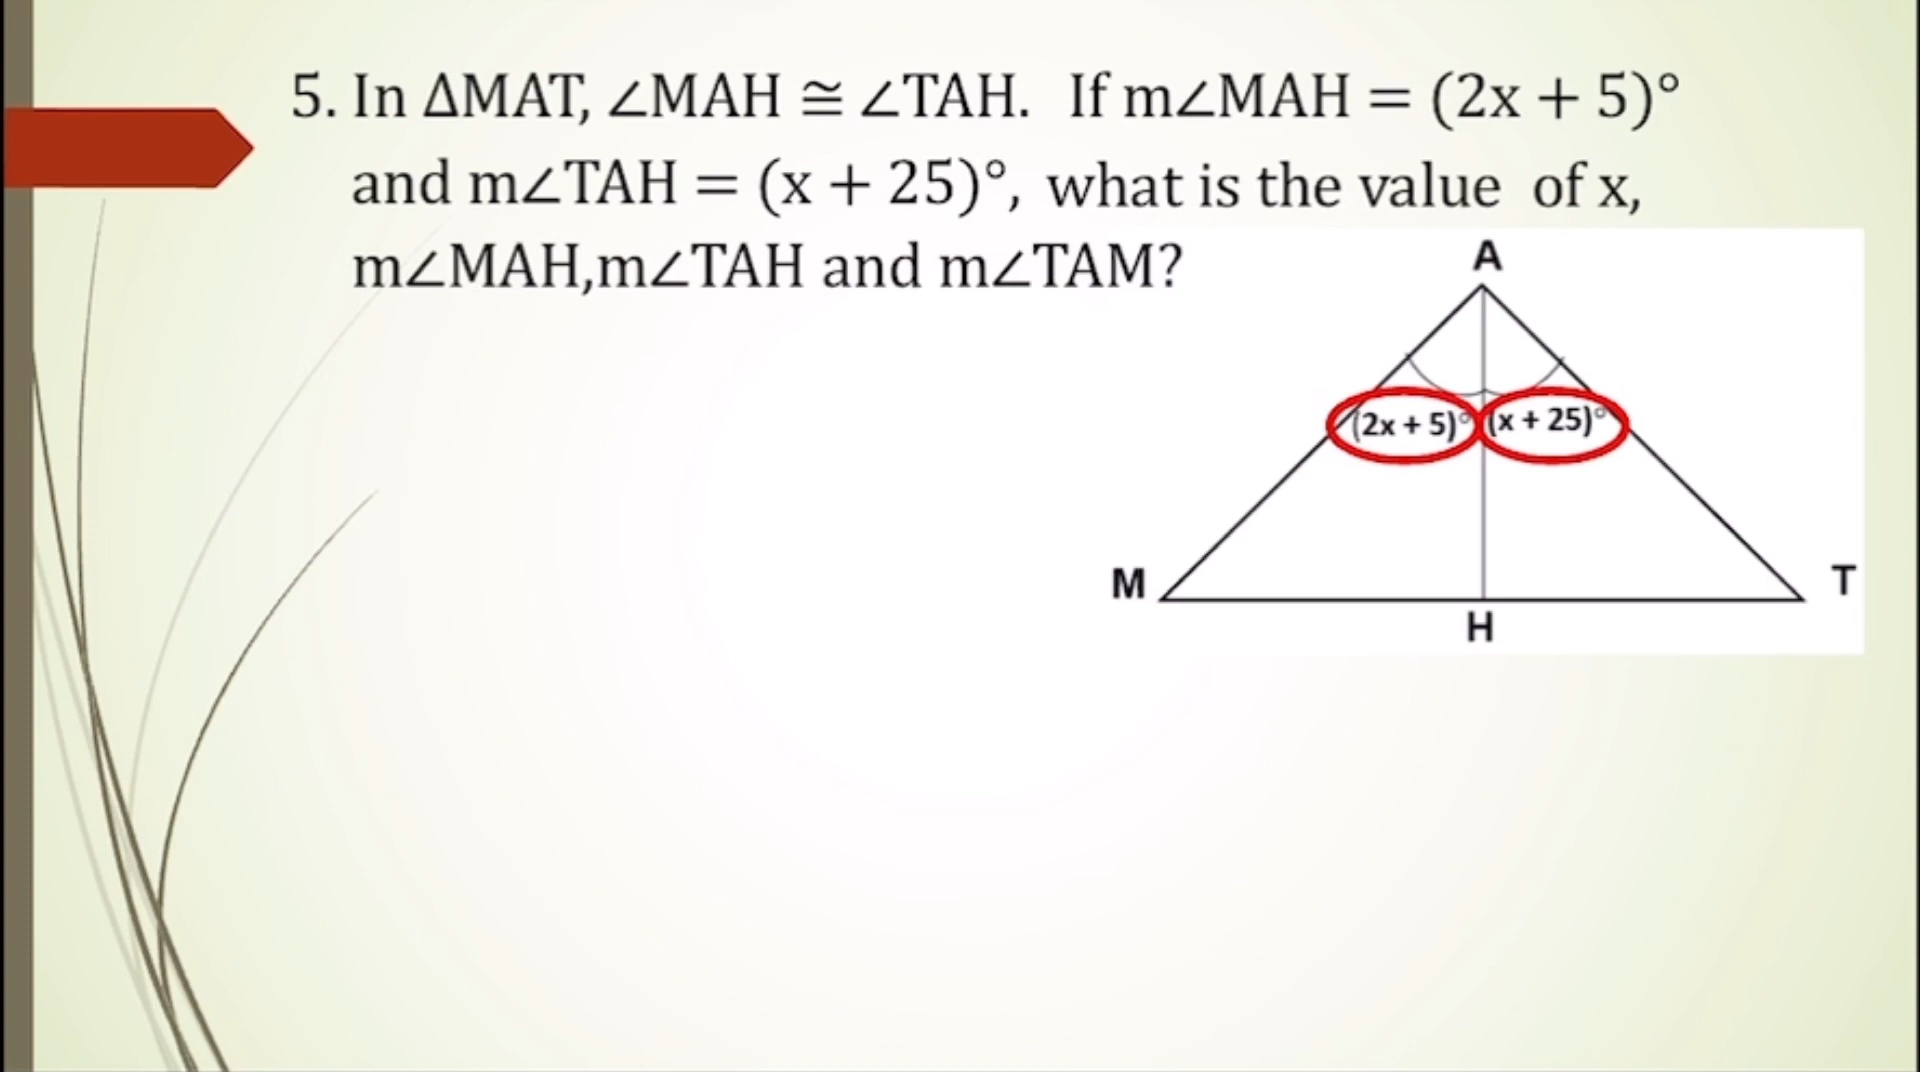 5. In ΔMAT, ∠MAH ≅ ∠TAH. If m∠MAH = (2x + 5)°
and m∠TAH = (x + 25)°, what is the value of x,
m∠MAH,m∠TAH and m∠TAM?
A
(2x + 5)° (x + 25)°
M T
H